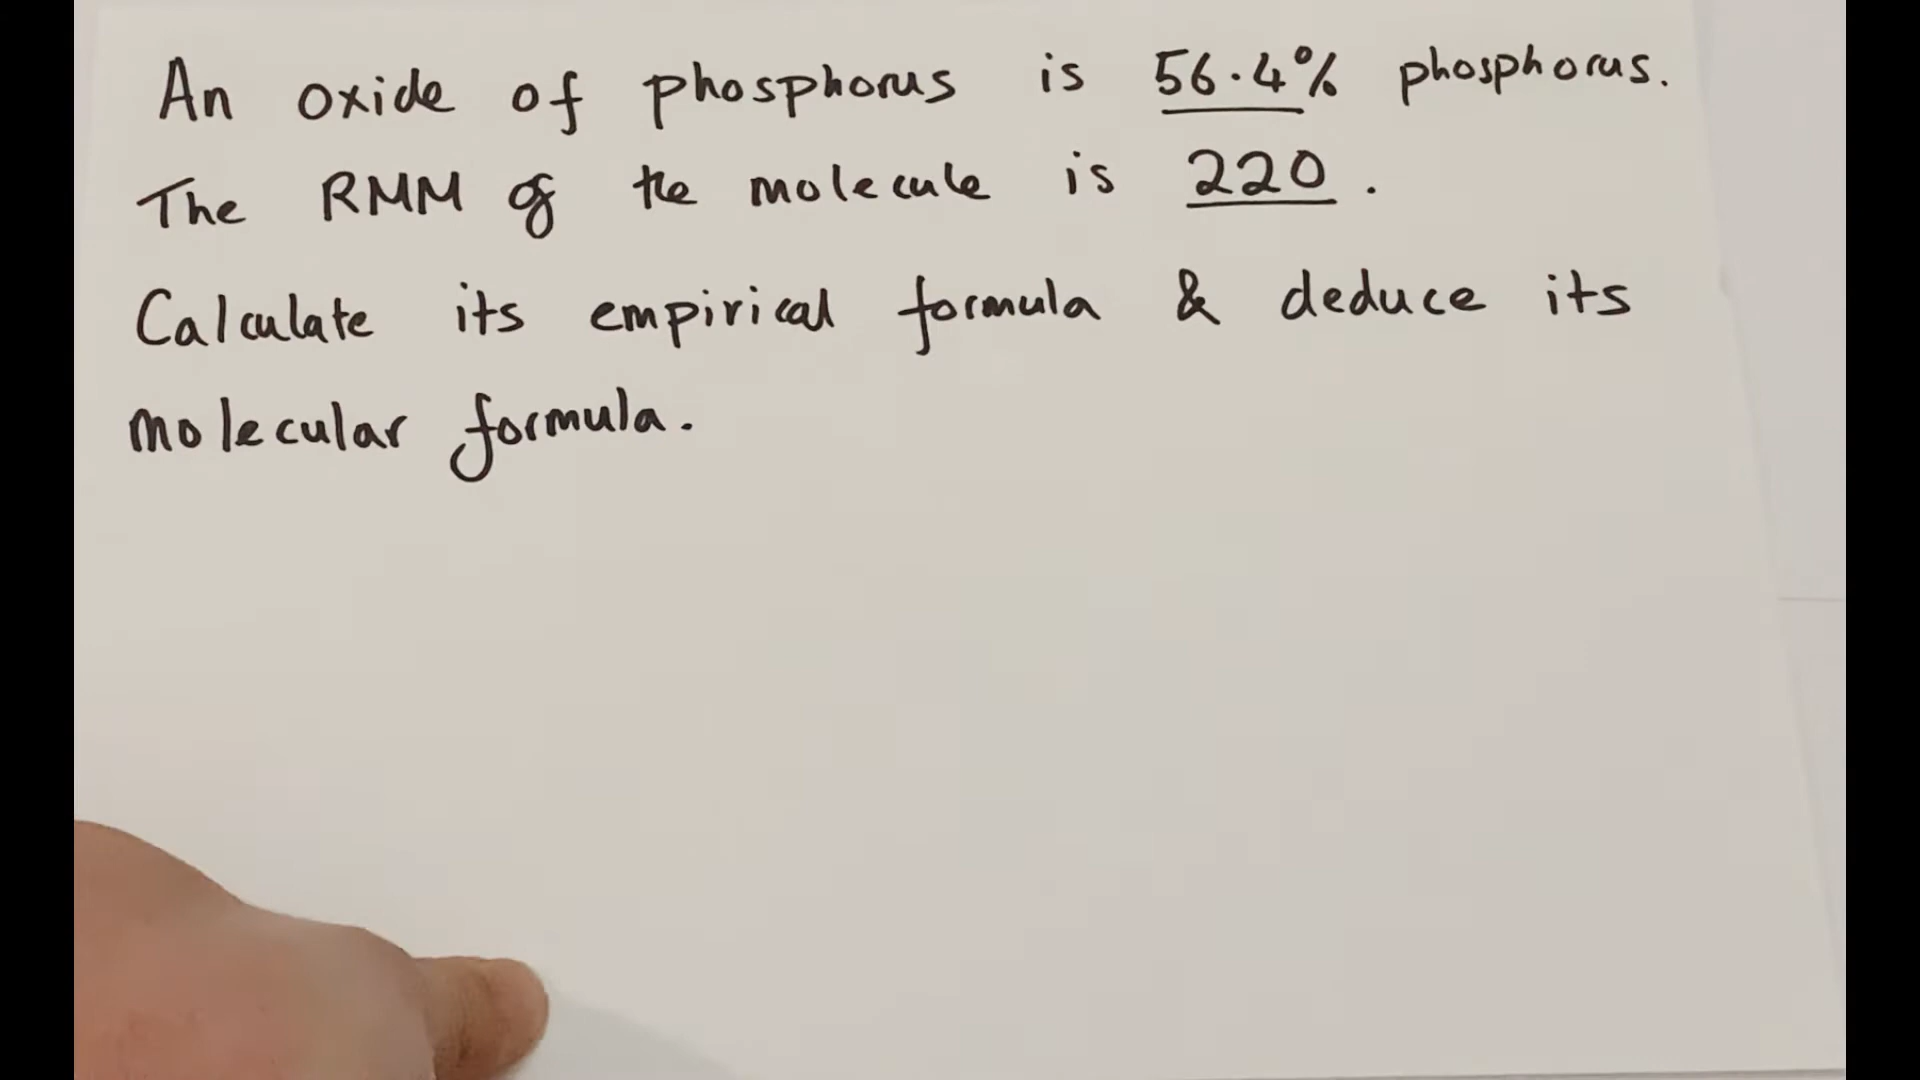 An oxide of phosphorus is 56.4% phosphorus.
The RMM of the molecule is 220.
Calculate its empirical formula & deduce its
molecular formula.